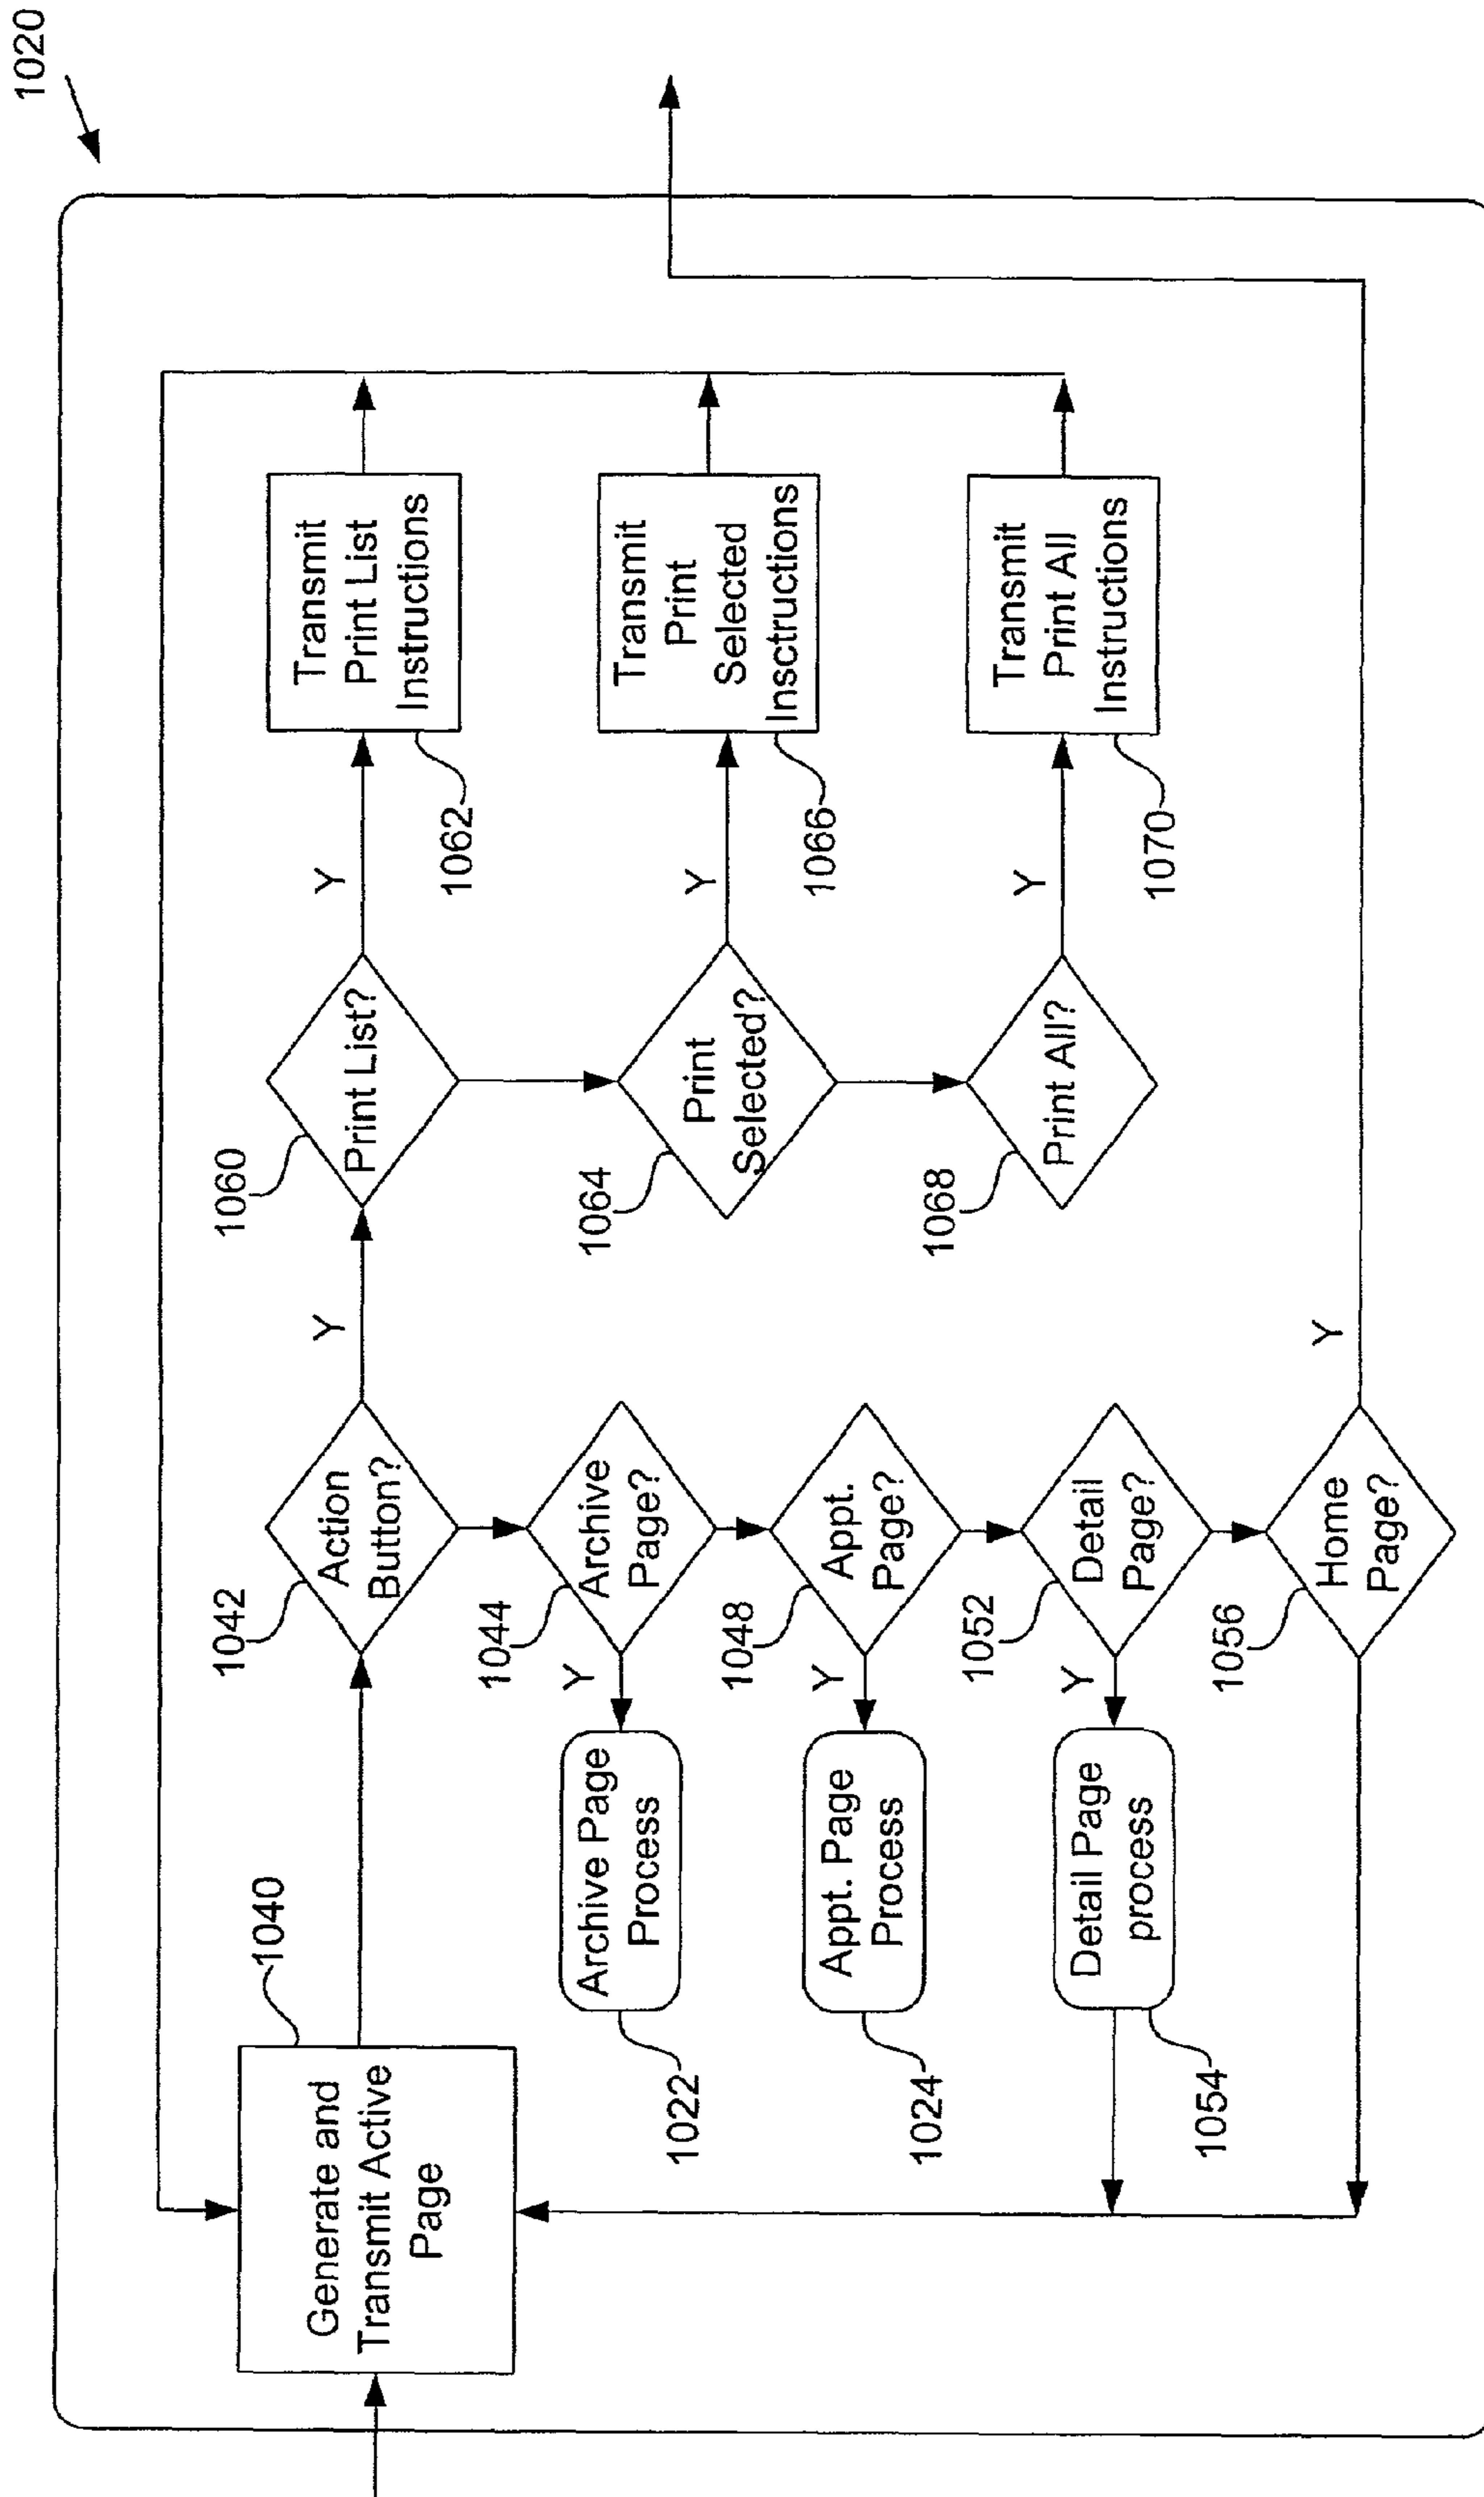 1020
Generate and
Transmit Active
Page
1040
Action
Button?
1042
Y
Print List?
1060
Y
Transmit
Print List
Instructions
1062
Archive
Page?
1044
Y
Archive Page
Process
1022
Print
Selected?
1064
Y
Transmit
Print
Selected
Insctructions
1066
Appt.
Page?
1048
Y
Appt. Page
Process
1024
Print All?
1068
Y
Transmit
Print All
Instructions
1070
Detail
Page?
1052
Y
Detail Page
process
1054
Home
Page?
1056
Y